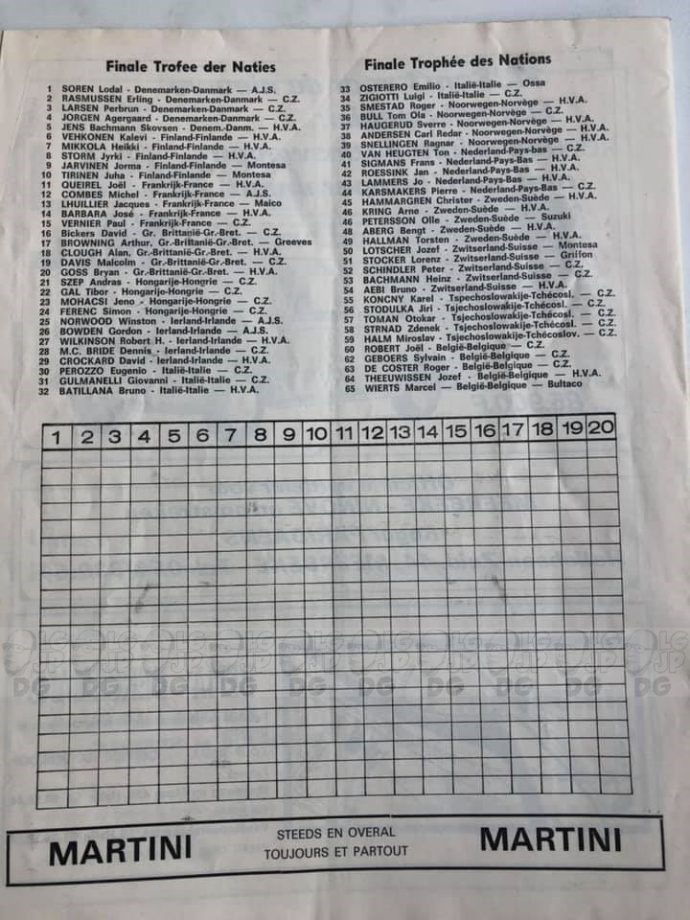 Finale Trofee der Naties
1 SOREN Lodal - Denemarken-Danmark — A.J.S.
2 RASMUSSEN Erling - Denemarken-Danmark — C.Z.
3 LARSEN Perbrun - Denemarken-Danmark — C.Z.
4 JORGEN Agergaard - Denemarken-Danmark — C.Z.
5 JENS Bachmann Skovsen - Denem.-Danm. — H.V.A.
6 VEHKONEN Kalevi - Finland-Finlande — H.V.A.
7 MIKKOLA Heikki - Finland-Finlande — H.V.A.
8 STORM Jyrki - Finland-Finlande — H.V.A.
9 JARVINEN Jorma - Finland-Finlande — Montesa
10 TIRINEN Juha - Finland-Finlande — Montesa
11 QUEIREL Joël - Frankrijk-France — H.V.A.
12 COMBES Michel - Frankrijk-France — A.J.S.
13 LHUILLIER Jacques - Frankrijk-France — Maico
14 BARBARA José - Frankrijk-France — H.V.A.
15 VERNIER Paul - Frankrijk-France — C.Z.
16 Bickers David - Gr. Brittanië-Gr.-Bret. — C.Z.
17 BROWNING Arthur, Gr.-Brittanië-Gr.-Bret. — Greeves
18 CLOUGH Alan, Gr.-Brittanië-Gr.-Bret. — H.V.A.
19 DAVIS Malcolm - Gr.-Brittanië-Gr.-Bret. — C.Z.
20 GOSS Bryan - Gr.-Brittanië-Gr.-Bret. — H.V.A.
21 SZEP Andras - Hongarije-Hongrie — C.Z.
22 GAL Tibor - Hongarije-Hongrie — C.Z.
23 MOHACSI Jeno - Hongarije-Hongrie — C.Z.
24 FERENC Simon - Hongarije-Hongrie — C.Z.
25 NORWOOD Winston - Ierland-Irlande — A.J.S.
26 BOWDEN Gordon - Ierland-Irlande — A.J.S.
27 WILKINSON Robert H. - Ierland-Irlande — H.V.A.
28 M.C. BRIDE Dennis - Ierland-Irlande — C.Z.
29 CROCKARD David - Ierland-Irlande — H.V.A.
30 PEROZZO Eugenio - Italië-Italie — C.Z.
31 GULMANELLI Giovanni - Italië-Italie — C.Z.
32 BATILLANA Bruno - Italië-Italie — H.V.A.
Finale Trophée des Nations
33 OSTERERO Emilio - Italië-Italie — Ossa
34 ZIGIOTTI Luigi - Italië-Italie — C.Z.
35 SMESTAD Roger - Noorwegen-Norvège — H.V.A.
36 BULL Tom Ola - Noorwegen-Norvège — C.Z.
37 HAUGERUD Sverre - Noorwegen-Norvège — H.V.A.
38 ANDERSEN Carl Redar - Noorwegen-Norvège — H.V.A.
39 SNELLINGEN Ragnar - Noorwegen-Norvège — H.V.A.
40 VAN HEUGTEN Ton - Nederland-Pays-bas — C.Z.
41 SIGMANS Frans - Nederland-Pays-Bas — H.V.A.
42 ROESSINK Jan - Nederland-Pays-Bas — H.V.A.
43 LAMMERS Jo - Nederland-Pays-Bas — H.V.A.
44 KARSMAKERS Pierre - Nederland-Pays-Bas — C.Z.
45 HAMMARGREN Christer - Zweden-Suède — H.V.A.
46 KRING Arne - Zweden-Suède — H.V.A.
46 PETERSSON Olle - Zweden-Suède — Suzuki
48 ABERG Bengt - Zweden-Suède — H.V.A.
49 HALLMAN Torsten - Zweden-Suède — H.V.A.
50 LOTSCHER Jozef - Zwitserland-Suisse — Montesa
51 STOCKER Lorenz - Zwitserland-Suisse — Griffon
52 SCHINDLER Peter - Zwitserland-Suisse — C.Z.
53 BACHMANN Heinz - Zwitserland-Suisse — C.Z.
54 AEBI Bruno - Zwitserland-Suisse — H.V.A.
55 KONCNY Karel - Tspechoslowakije-Tchécosl. — C.Z.
56 STODULKA Jiri - Tsjechoslowakije-Tchécosl. — C.Z.
57 TOMAN Otokar - Tsjechoslowakije-Tchécosl. — C.Z.
58 STRNAD Zdenek - Tsjechoslowakije-Tchécosl. — C.Z.
59 HALM Miroslav - Tsjechoslowakije-Tchécoslov. — C.Z.
60 ROBERT Joël - België-Belgique — C.Z.
62 GEBOERS Sylvain - België-Belgique — C.Z.
63 DE COSTER Roger - België-Belgique — C.Z.
64 THEEUWISSEN Jozef - België-Belgique — H.V.A.
65 WIERTS Marcel — België-Belgique — Bultaco
1 2 3 4 5 6 7 8 9 10 11 12 13 14 15 16 17 18 19 20
MARTINI
STEEDS EN OVERAL
TOUJOURS ET PARTOUT
MARTINI